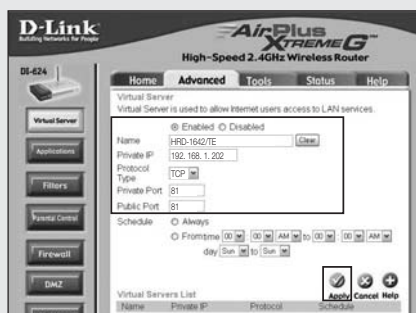 D-Link
Building Networks for People
AirPlus
XTREME G™
High-Speed 2.4GHz Wireless Router
DI-624
Home Advanced Tools Status Help
Virtual Server
Applications
Filters
Parental Control
Firewall
DMZ
Virtual Server
Virtual Server is used to allow Internet users access to LAN services.
Enabled Disabled
Name HRD-1642/TE Clear
Private IP 192. 168. 1. 202
Protocol Type TCP
Private Port 81
Public Port 81
Schedule Always
From time 00 : 00 AM to 00 : 00 AM
day Sun to Sun
Apply Cancel Help
Virtual Servers List
Name Private IP Protocol Schedule